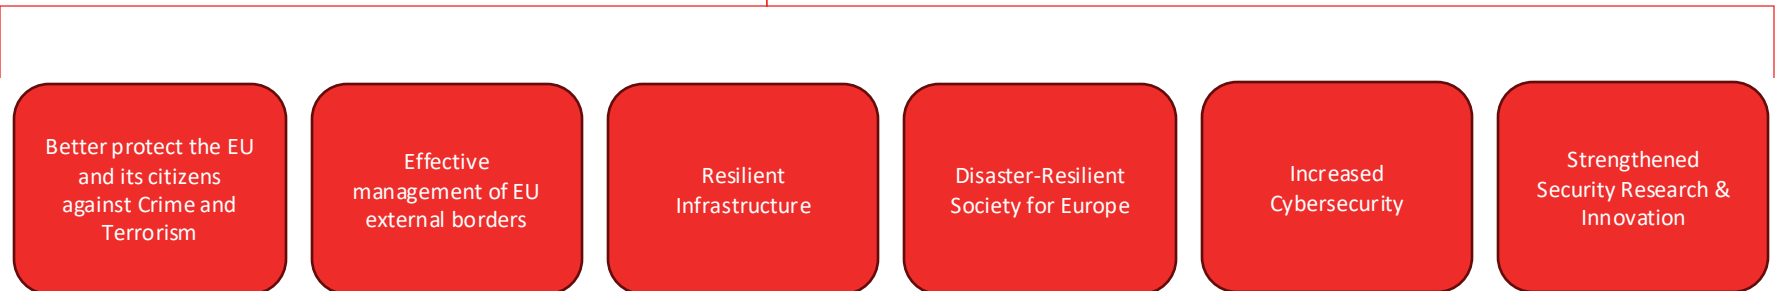 Better protect the EU
and its citizens
against Crime and
Terrorism
Effective
management of EU
external borders
Resilient
Infrastructure
Disaster-Resilient
Society for Europe
Increased
Cybersecurity
Strengthened
Security Research &
Innovation